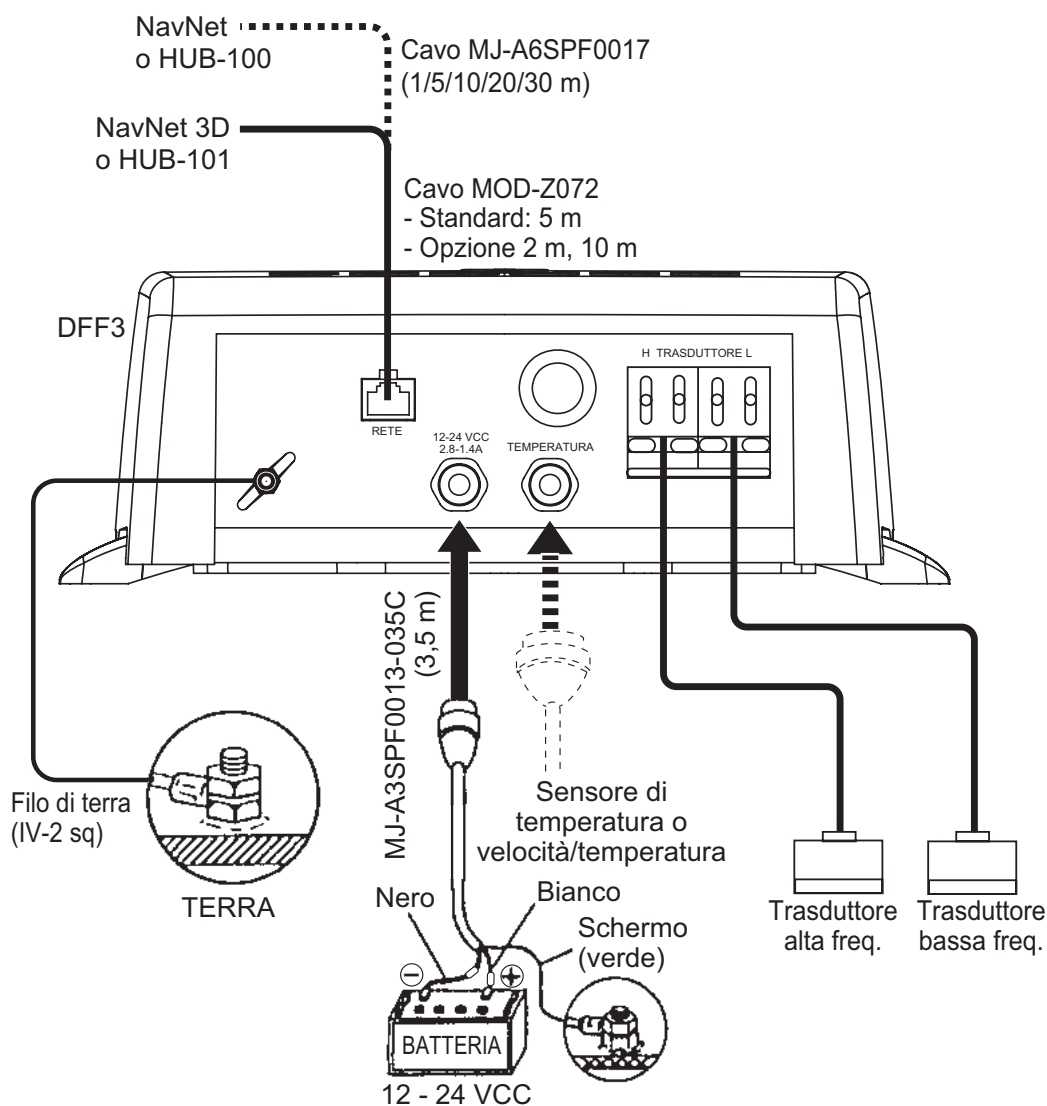 NavNet
o HUB-100
Cavo MJ-A6SPF0017
(1/5/10/20/30 m)
NavNet 3D
o HUB-101
Cavo MOD-Z072
- Standard: 5 m
- Opzione 2 m, 10 m
DFF3
H TRASDUTTORE L
RETE
12-24 VCC
2.8-1.4A
TEMPERATURA
MJ-A3SPF0013-035C
(3,5 m)
Filo di terra
(IV-2 sq)
TERRA
Sensore di
temperatura o
velocità/temperatura
Trasduttore
alta freq.
Trasduttore
bassa freq.
Nero
Bianco
Schermo
(verde)
BATTERIA
12 - 24 VCC